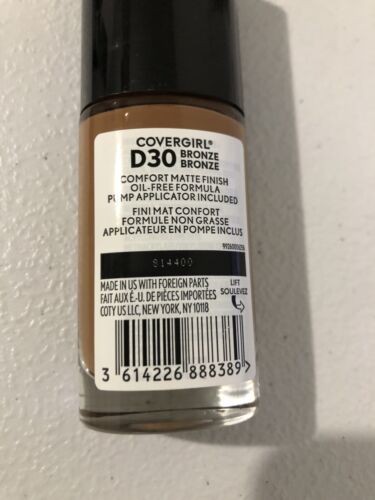 COVERGIRL®
D30 BRONZE
BRONZE
COMFORT MATTE FINISH
OIL-FREE FORMULA
PUMP APPLICATOR INCLUDED
FINI MAT CONFORT
FORMULE NON GRASSE
APPLICATEUR EN POMPE INCLUS
S14400
MADE IN US WITH FOREIGN PARTS
FAIT AUX É.-U. DE PIÈCES IMPORTÉES
COTY US LLC, NEW YORK, NY 10118
LIFT
SOULEVEZ
3 614226 888389 >